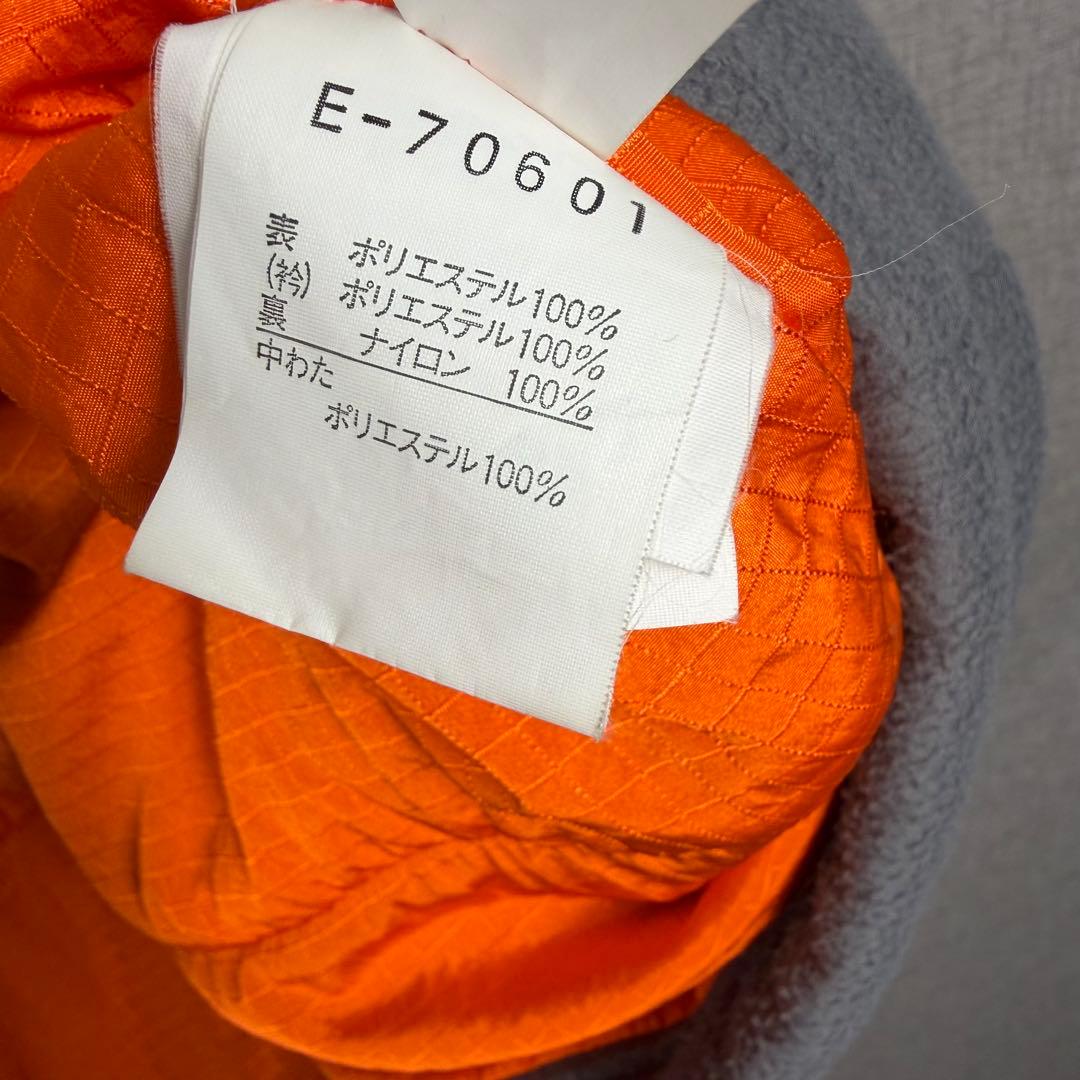 E-70601
表 ポリエステル100%
(衿) ポリエステル100%
裏 ナイロン 100%
中わた
ポリエステル100%